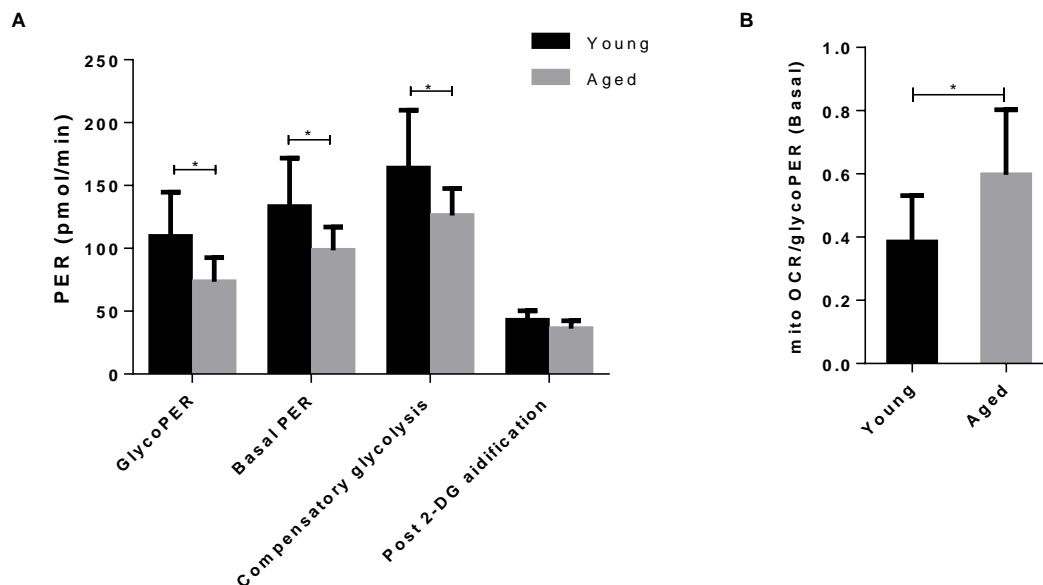 A
Young
Aged
PER (pmol/min)
250
200
150
100
50
0
*
*
*
GlycoPER
Basal PER
Compensatory glycolysis
Post 2-DG aidification
B
mito OCR/glycoPER (Basal)
1.0
0.8
0.6
0.4
0.2
0.0
*
Young
Aged